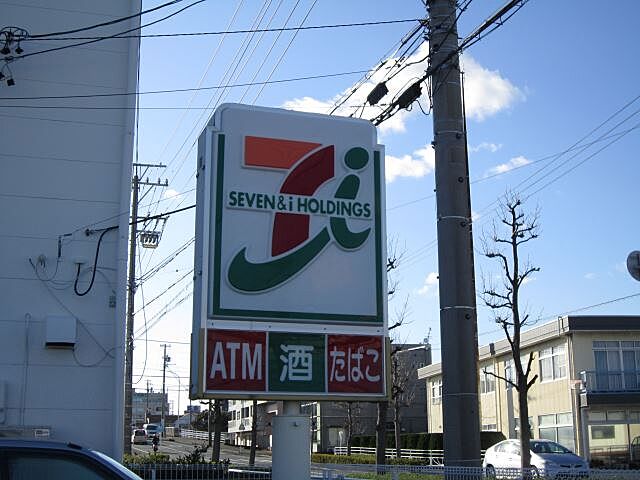 SEVEN&i HOLDINGS
ATM 酒 たばこ